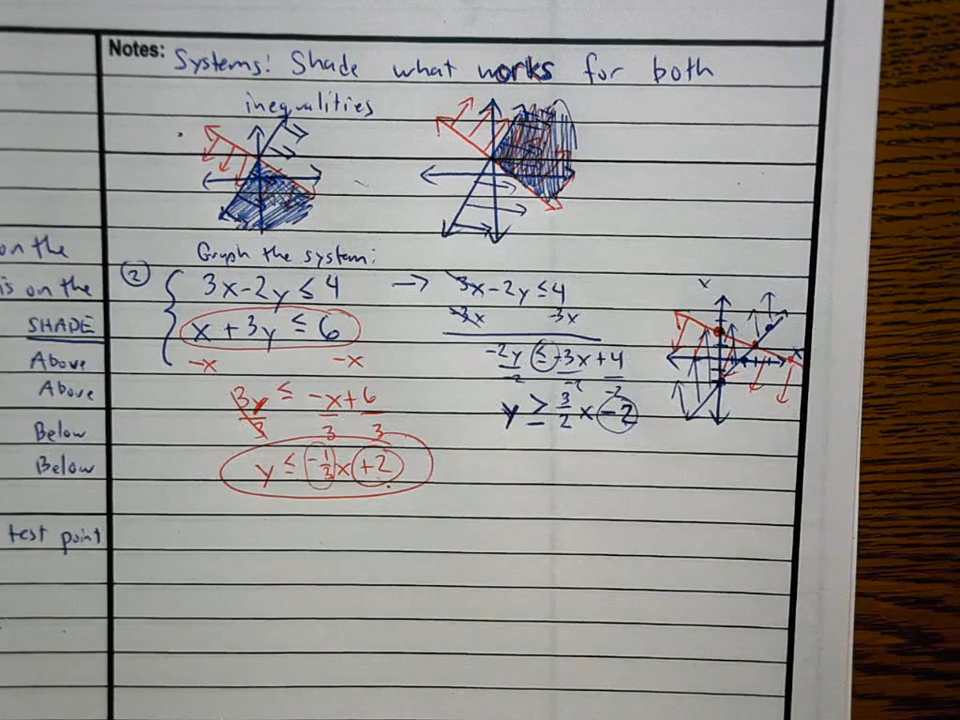 Notes: Systems: Shade what works for both
inequalities
Graph the system:
② { 3x-2y≤4 → 3x-2y≤4
x+3y≤6 -3x -3x
-x -x -2y ≤ -3x+4
-2 -2 -2
3y ≤ -x+6 y ≥ 3/2 x -2
3 3 3
y ≤ -1/3 x +2
on the
is on the
SHADE
Above
Above
Below
Below
test point